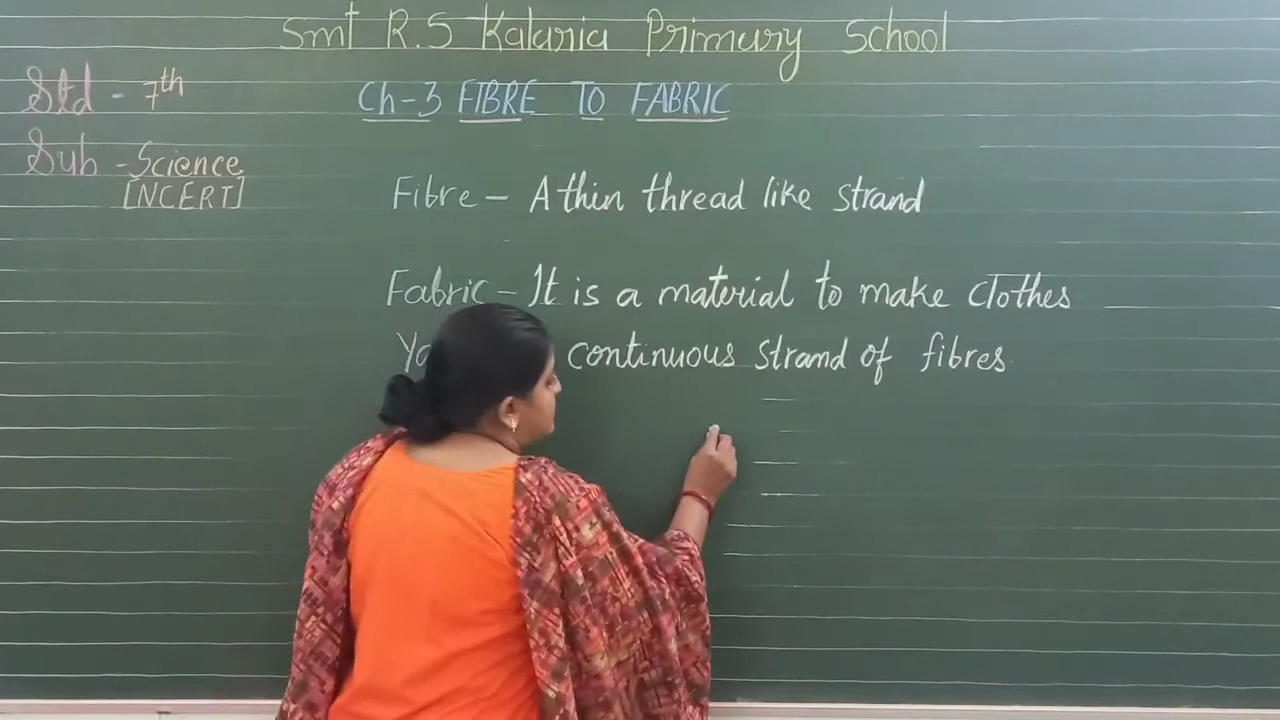 Smt R.S Kalaria Primary School
Std - 7th
Ch-3 FIBRE TO FABRIC
Sub - Science
[NCERT]
Fibre - A thin thread like strand
Fabric - It is a material to make clothes
continuous strand of fibres